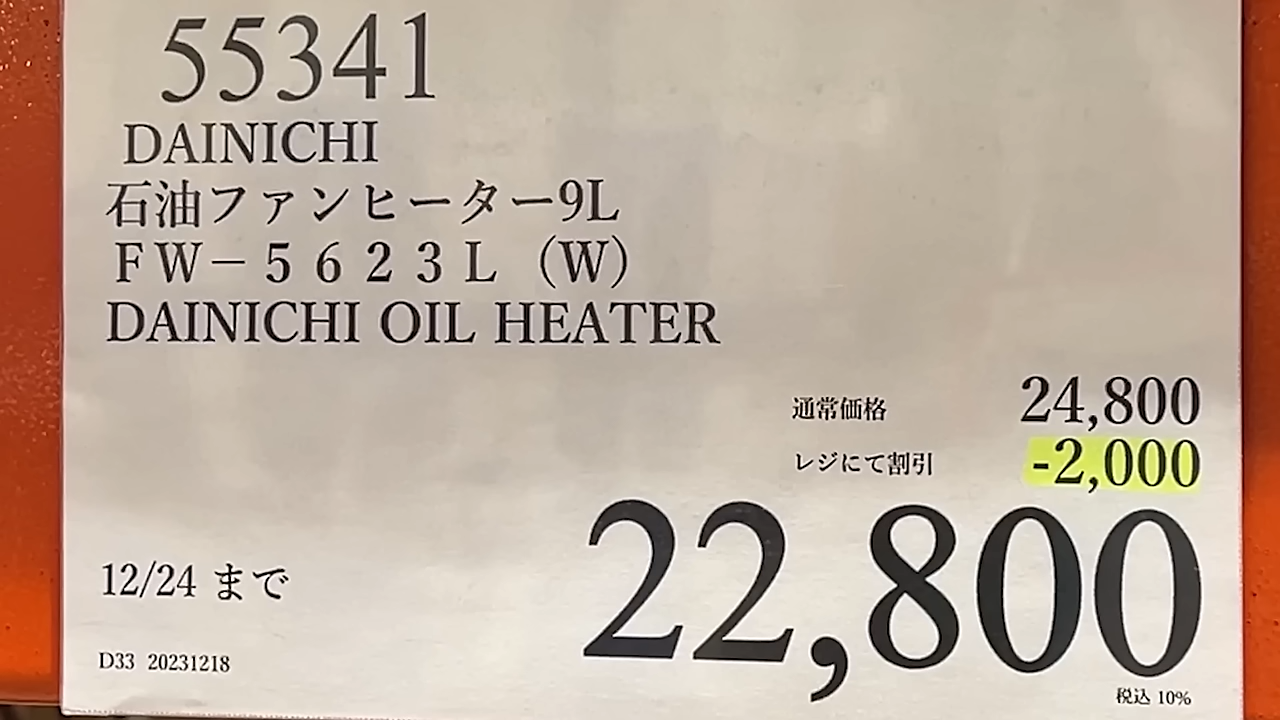 55341
DAINICHI
石油ファンヒーター9L
ＦＷ－５６２３Ｌ（W）
DAINICHI OIL HEATER
通常価格 24,800
レジにて割引 -2,000
22,800
12/24 まで
D33 20231218
税込 10%